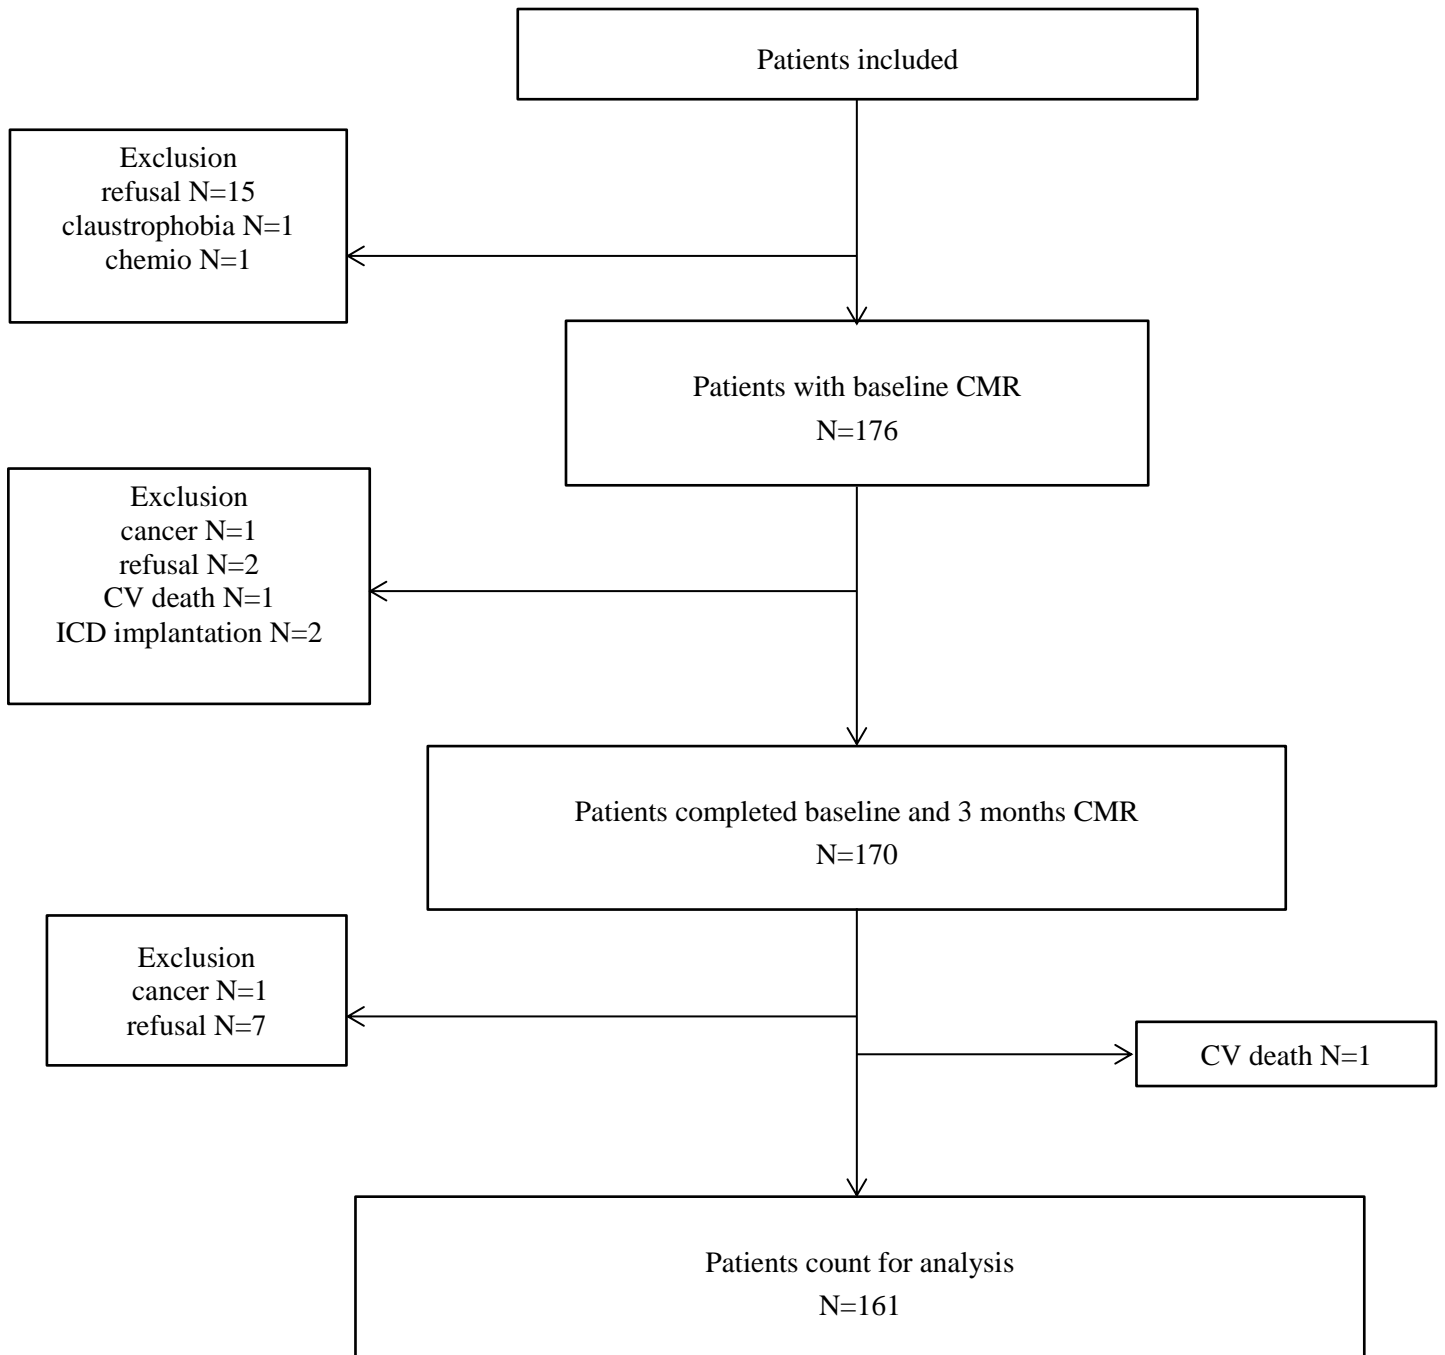 Patients included
Exclusion
refusal N=15
claustrophobia N=1
chemio N=1
Patients with baseline CMR
N=176
Exclusion
cancer N=1
refusal N=2
CV death N=1
ICD implantation N=2
Patients completed baseline and 3 months CMR
N=170
Exclusion
cancer N=1
refusal N=7
CV death N=1
Patients count for analysis
N=161